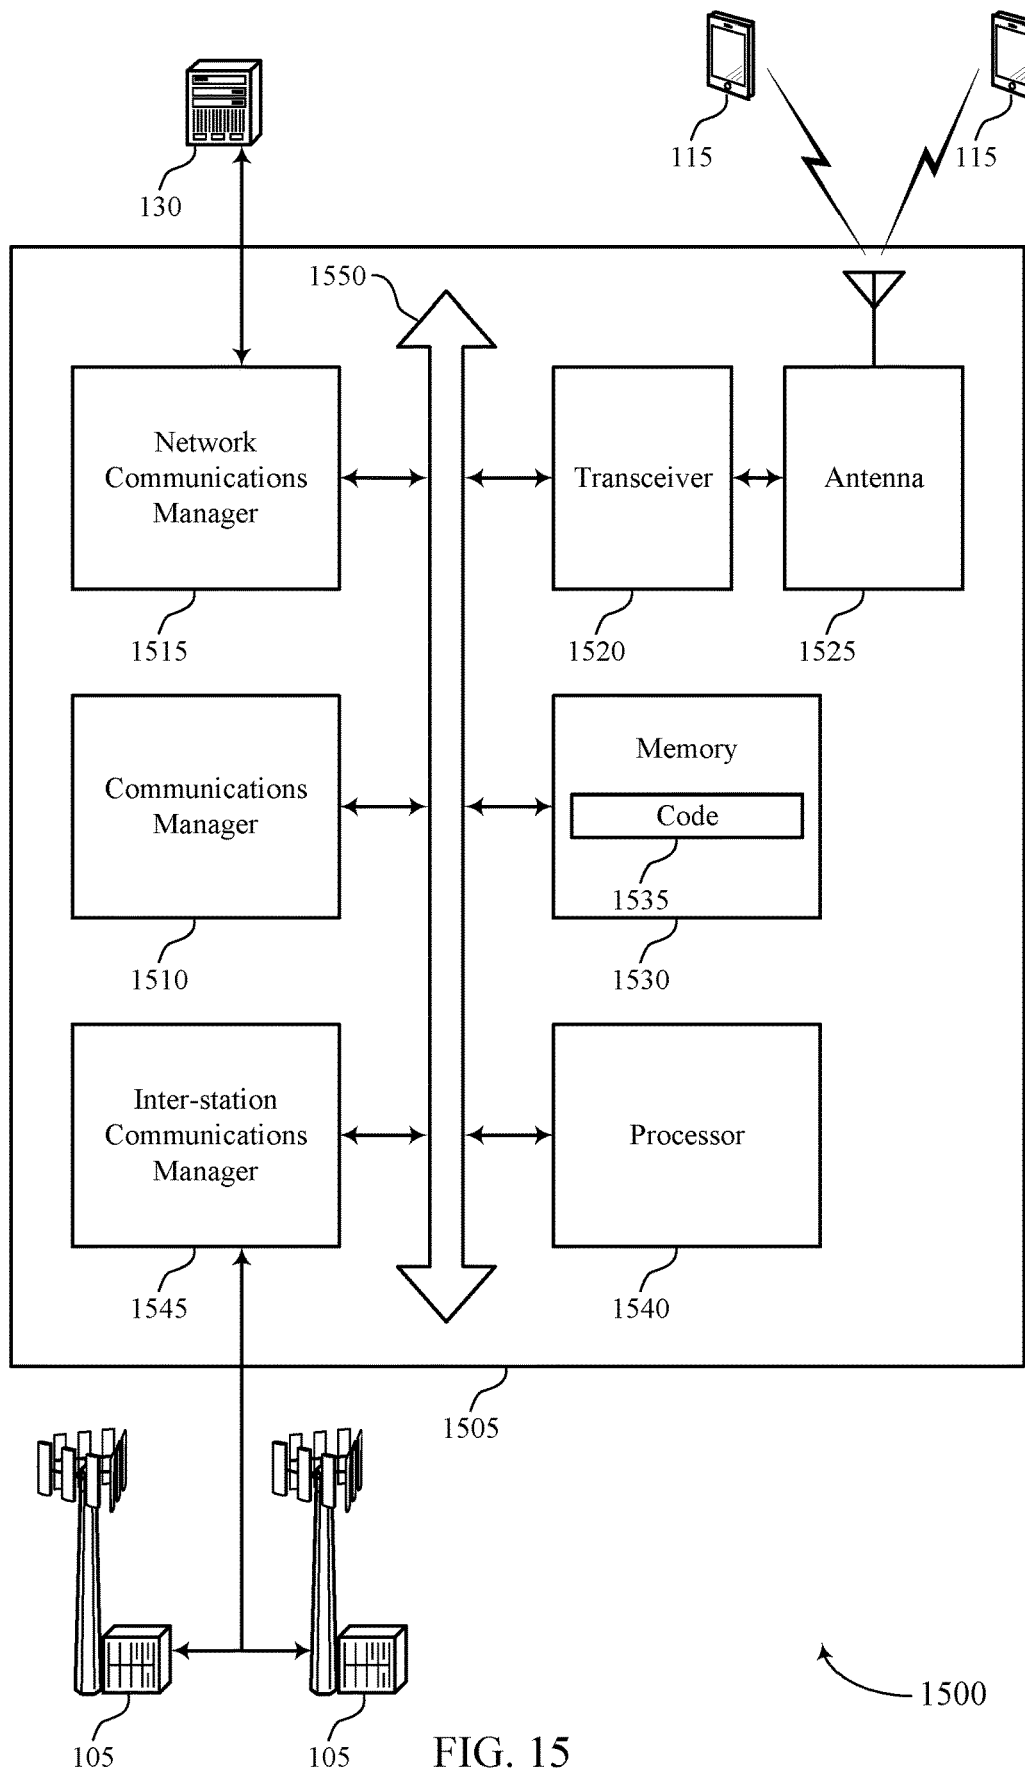 115
115
130
1550
Network
Communications
Manager
Transceiver
Antenna
1515
1520
1525
Communications
Manager
Memory
Code
1535
1510
1530
Inter-station
Communications
Manager
Processor
1545
1540
1505
1500
105
105
FIG. 15